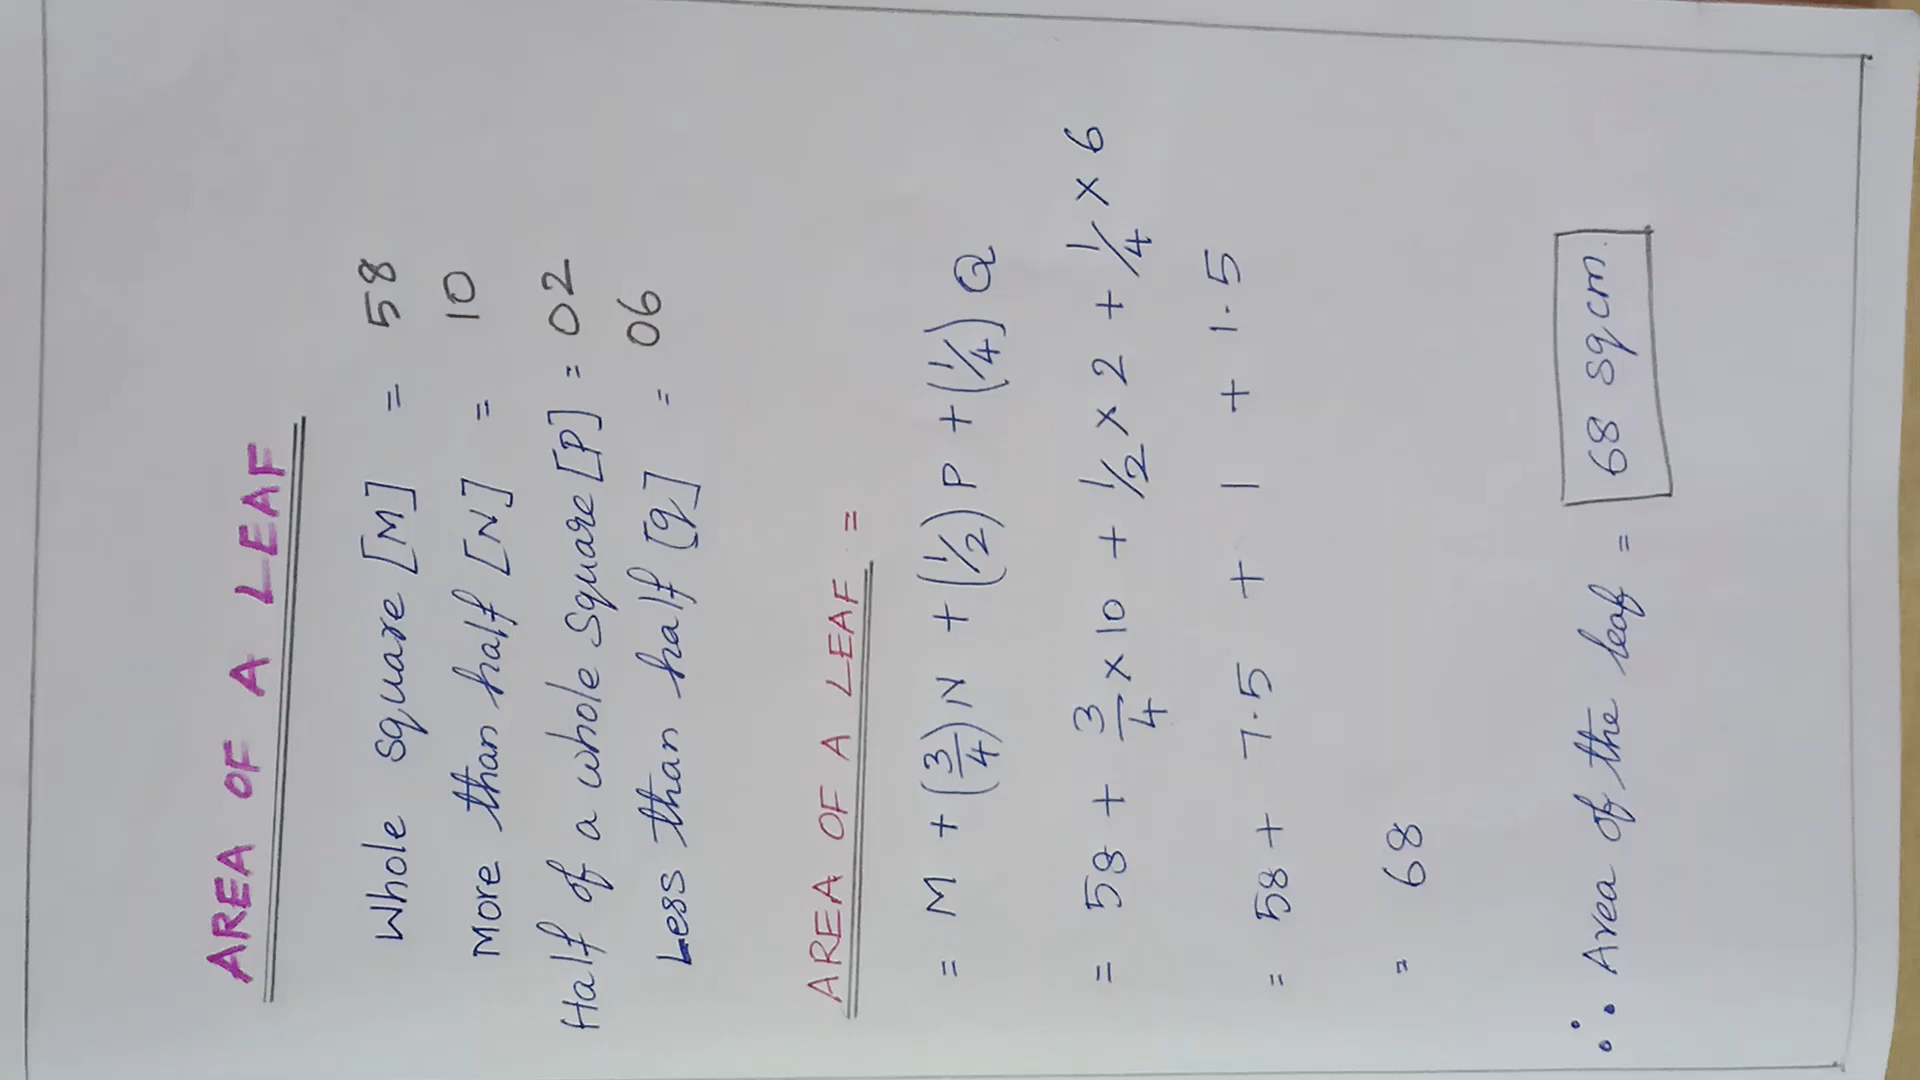 AREA OF A LEAF
Whole square [M] = 58
More than half [N] = 10
Half of a whole Square [P] = 02
Less than half [q] = 06
AREA OF A LEAF =
= M + (3/4) N + (1/2) P + (1/4) Q
= 58 + 3/4 × 10 + 1/2 × 2 + 1/4 × 6
= 58 + 7.5 + 1 + 1.5
= 68
∴ Area of the leaf = 68 sqcm.